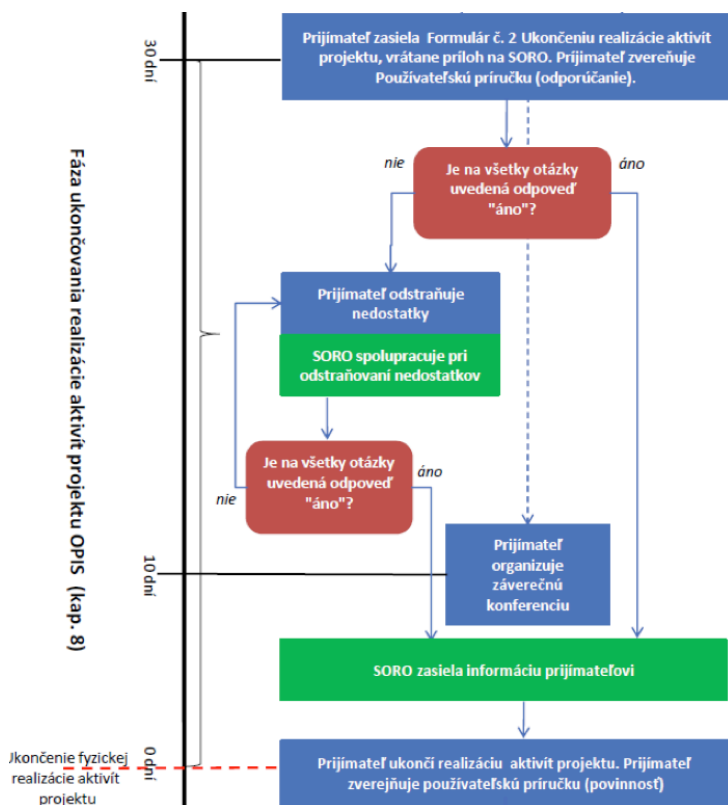 30 dní
Prijímateľ zasiela Formulár č. 2 Ukončeniu realizácie aktivít
projektu, vrátane príloh na SORO. Prijímateľ zvereňuje
Používateľskú príručku (odporúčanie).
nie
áno
Je na všetky otázky
uvedená odpoveď
"áno"?
Fáza ukončovania realizácie aktivít projektu OPIS (kap. 8)
Prijímateľ odstraňuje
nedostatky
SORO spolupracuje pri
odstraňovaní nedostatkov
Je na všetky otázky
uvedená odpoveď
"áno"?
nie
áno
10 dní
Prijímateľ
organizuje
záverečnú
konferenciu
SORO zasiela informáciu prijímateľovi
0 dní
Jkončenie fyzickej
realizácie aktivít
projektu
Prijímateľ ukončí realizáciu aktivít projektu. Prijímateľ
zverejňuje používateľskú príručku (povinnosť)